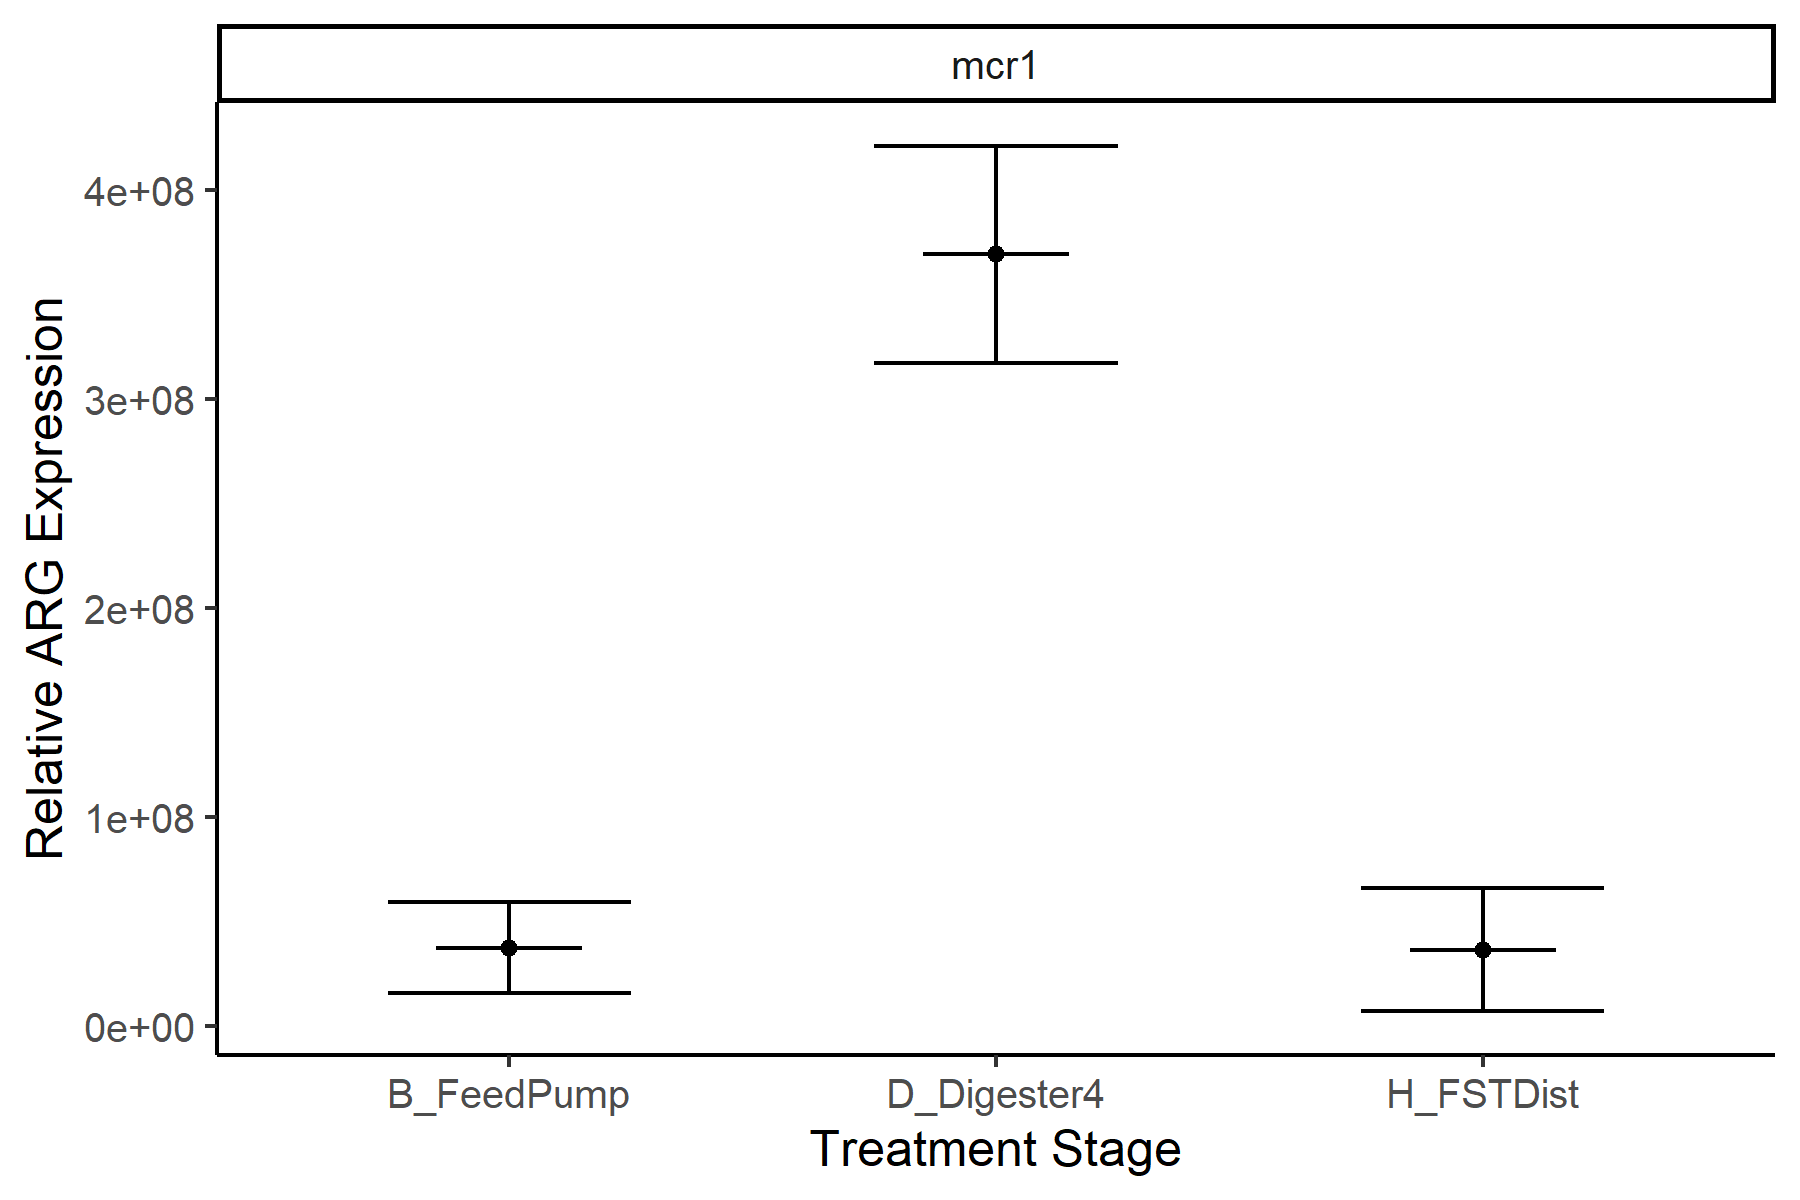 mcr1
Relative ARG Expression
4e+08
3e+08
2e+08
1e+08
0e+00
B_FeedPump
D_Digester4
H_FSTDist
Treatment Stage